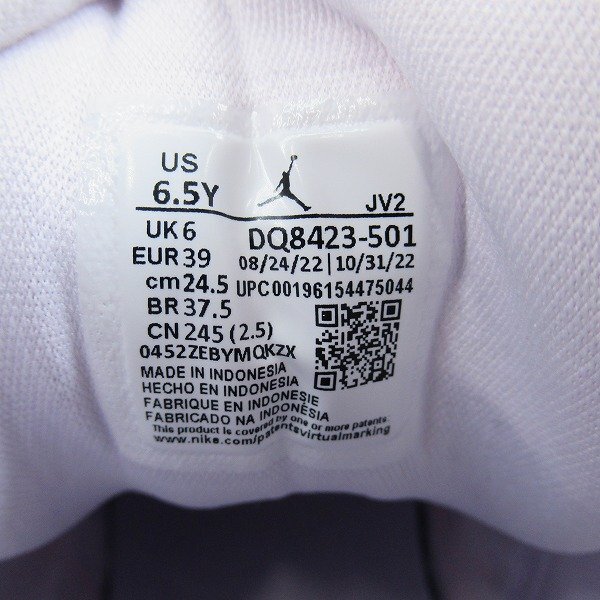 US
6.5Y
JV2
UK 6
DQ8423-501
EUR 39
08/24/22 | 10/31/22
cm 24.5
UPC 00196154475044
BR 37.5
CN 245 (2.5)
0452ZEBYMQKZX
MADE IN INDONESIA
HECHO EN INDONESIA
FABRIQUE EN INDONESIE
FABRICADO NA INDONÉSIA
This product is covered by one or more patents
www.nike.com/patentsvirtualmarking